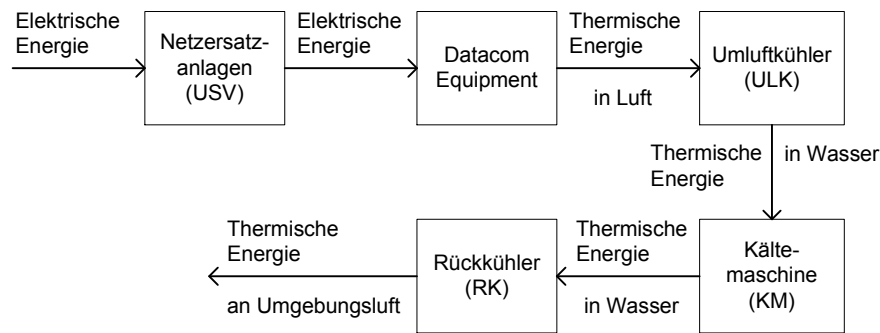 Elektrische
Energie
Netzersatz-
anlagen
(USV)
Elektrische
Energie
Datacom
Equipment
Thermische
Energie
in Luft
Umluftkühler
(ULK)
Thermische
Energie
in Wasser
Kälte-
maschine
(KM)
Thermische
Energie
in Wasser
Rückkühler
(RK)
Thermische
Energie
an Umgebungsluft